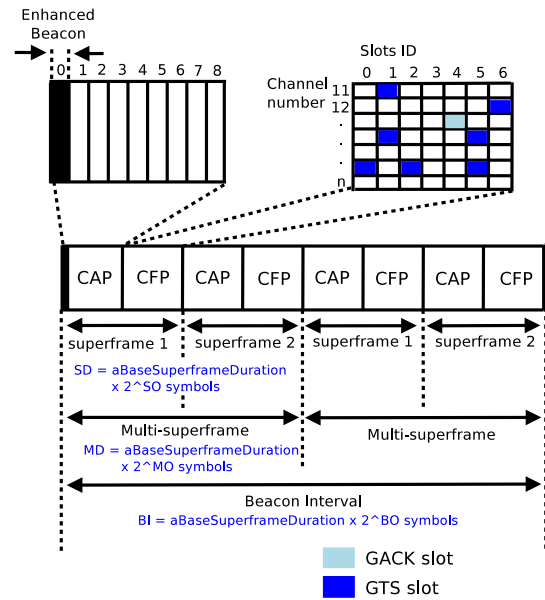 Enhanced
Beacon
0 1 2 3 4 5 6 7 8
Slots ID
0 1 2 3 4 5 6
Channel
number
11
12
.
.
.
n
CAP CFP CAP CFP CAP CFP CAP CFP
superframe 1 superframe 2 superframe 1 superframe 2
SD = aBaseSuperframeDuration
x 2^SO symbols
Multi-superframe Multi-superframe
MD = aBaseSuperframeDuration
x 2^MO symbols
Beacon Interval
BI = aBaseSuperframeDuration x 2^BO symbols
GACK slot
GTS slot